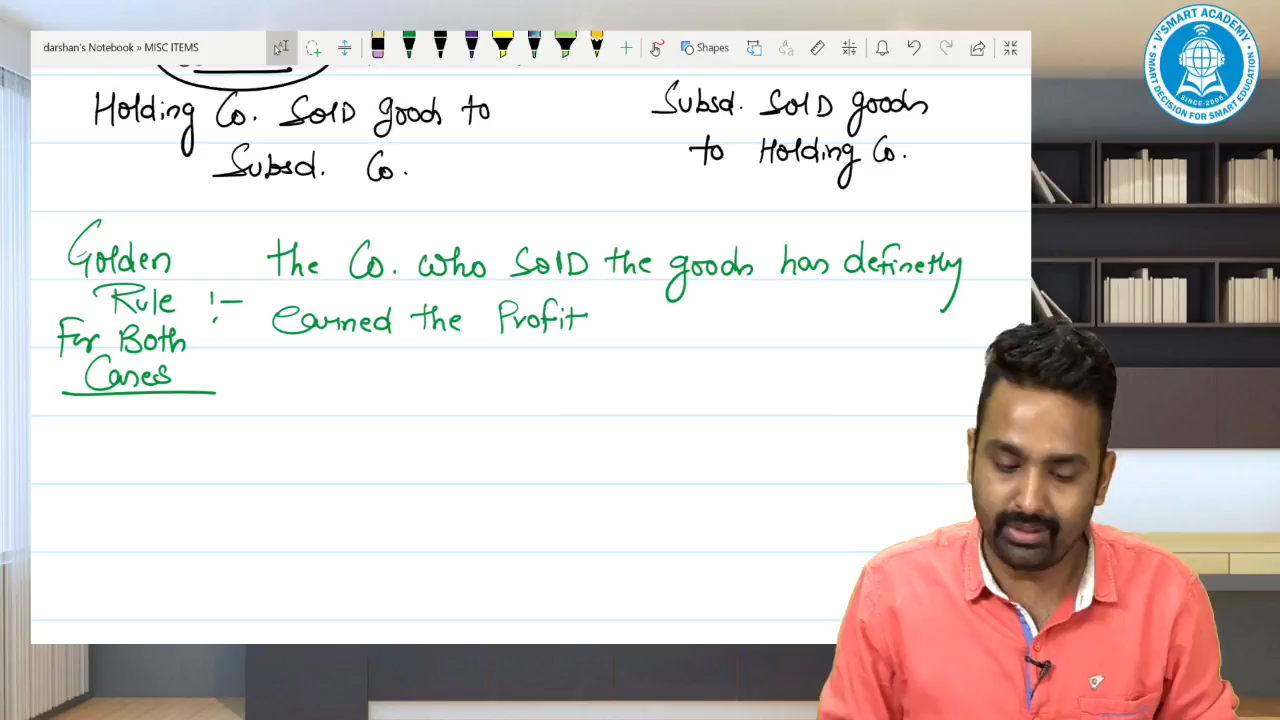 darshan's Notebook » MISC ITEMS
Shapes
V'SMART ACADEMY
SINCE-2005
SMART DECISION FOR SMART EDUCATION
Holding Co. Sold goods to
Subsd. Co.
Subsd. Sold goods
to Holding Co.
Golden
Rule :-
For Both
Cases
the Co. who Sold the goods has definetly
earned the Profit